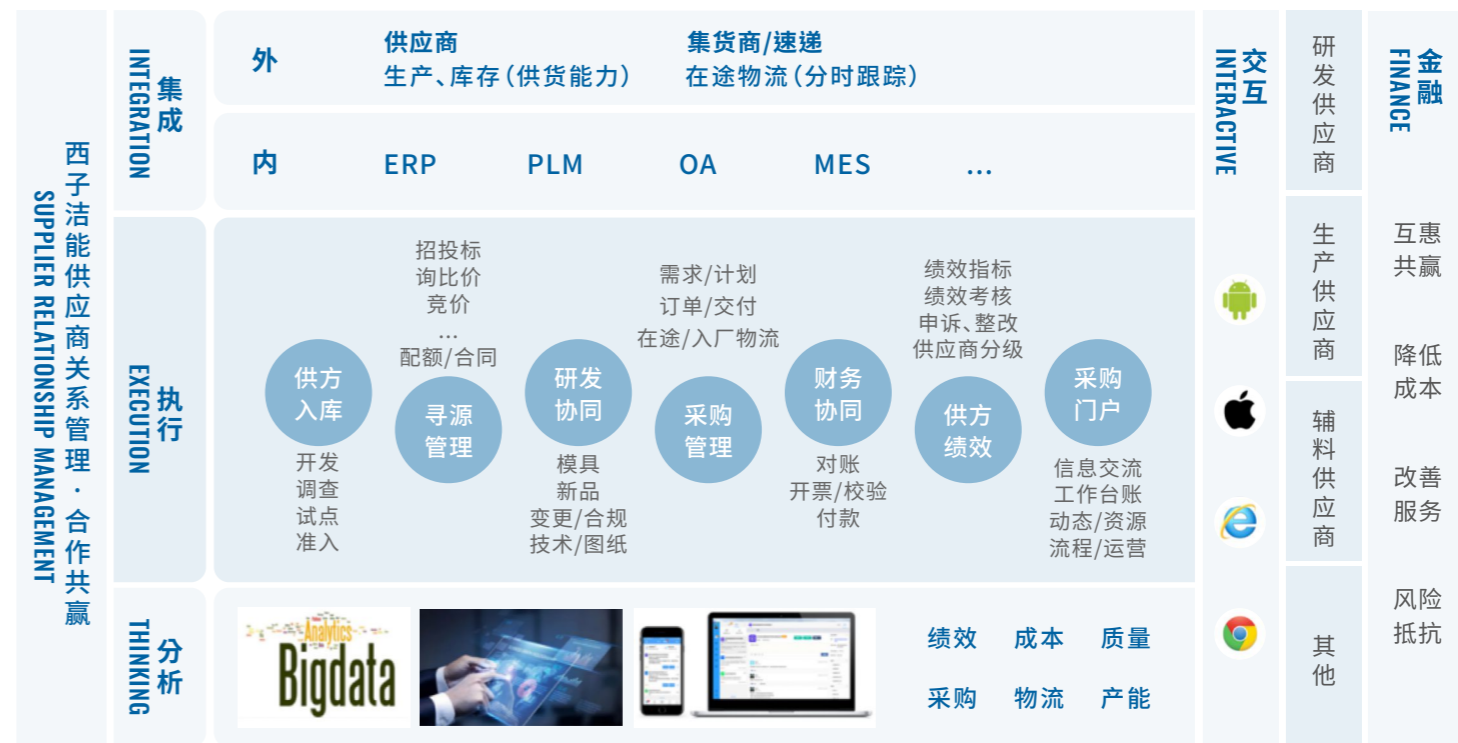 西子洁能供应商关系管理·合作共赢
SUPPLIER RELATIONSHIP MANAGEMENT
集成
INTEGRATION
外
供应商
生产、库存(供货能力)
集货商/速递
在途物流(分时跟踪)
内
ERP
PLM
OA
MES
...
执行
EXECUTION
供方
入库
开发
调查
试点
准入
招投标
询比价
竞价
...
配额/合同
寻源
管理
研发
协同
模具
新品
变更/合规
技术/图纸
需求/计划
订单/交付
在途/入厂物流
采购
管理
财务
协同
对账
开票/校验
付款
绩效指标
绩效考核
申诉、整改
供应商分级
供方
绩效
采购
门户
信息交流
工作台账
动态/资源
流程/运营
分析
THINKING
Analytics
Bigdata
绩效
成本
质量
采购
物流
产能
交互
INTERACTIVE
研发供应商
生产供应商
辅料供应商
其他
金融
FINANCE
互惠
共赢
降低
成本
改善
服务
风险
抵抗